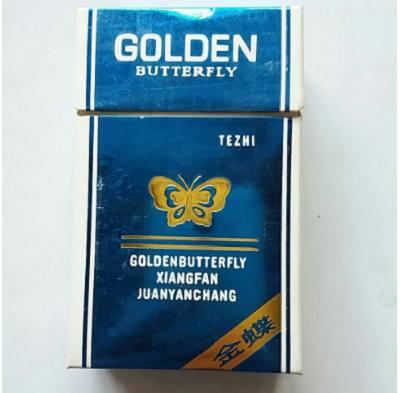 GOLDEN
BUTTERFLY
TEZHI
GOLDENBUTTERFLY
XIANGFAN
JUANYANCHANG
金蝶